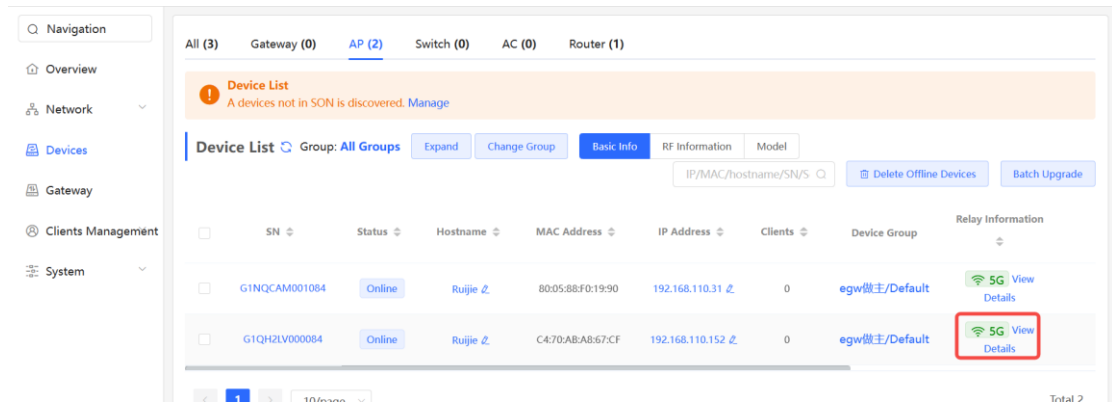 Navigation
Overview
Network
Devices
Gateway
Clients Management
System
All (3) Gateway (0) AP (2) Switch (0) AC (0) Router (1)
Device List
A devices not in SON is discovered. Manage
Device List Group: All Groups Expand Change Group Basic Info RF Information Model
IP/MAC/hostname/SN/S Delete Offline Devices Batch Upgrade
SN Status Hostname MAC Address IP Address Clients Device Group Relay Information
G1NQCAM001084 Online Ruijie 80:05:88:F0:19:90 192.168.110.31 0 egw做主/Default 5G View
Details
G1QH2LV000084 Online Ruijie C4:70:AB:A8:67:CF 192.168.110.152 0 egw做主/Default 5G View
Details
1 10/page Total 2